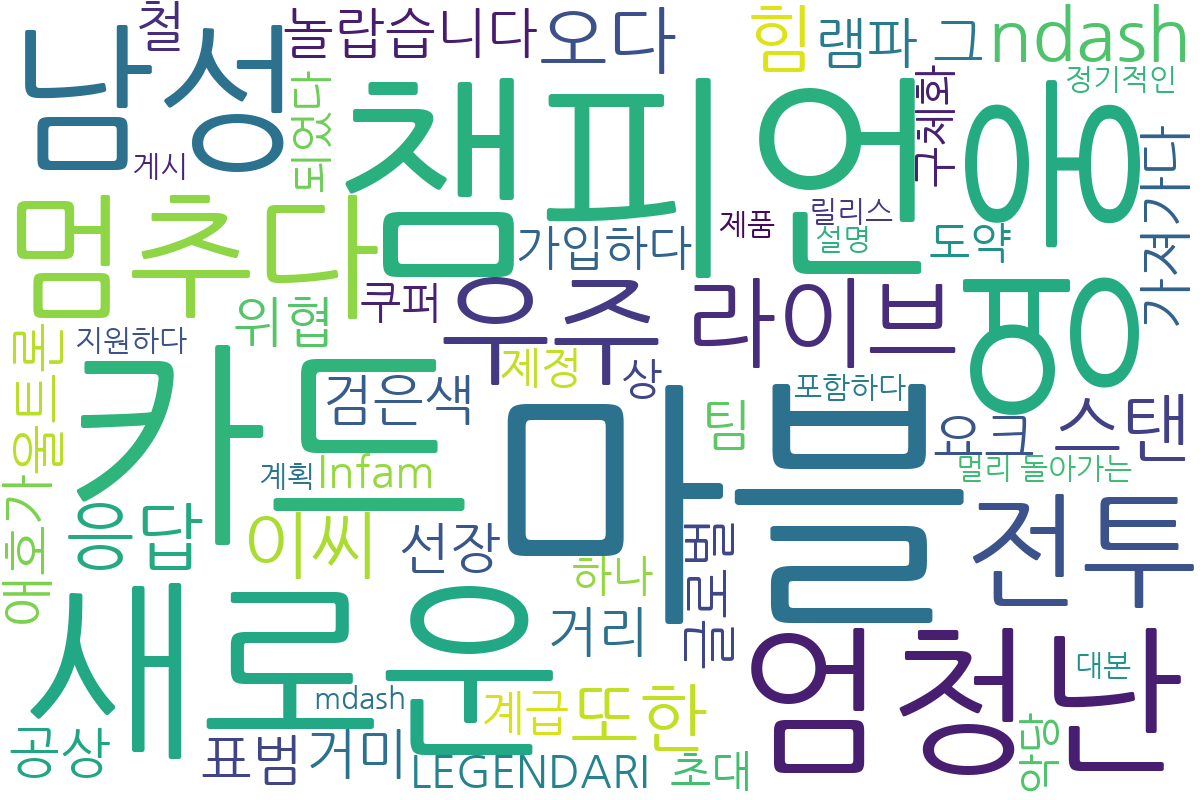 철
놀랍습니다
오다
힘
램파
그
ndash
남성
챔피언
정기적인
되었다
구체화
아이
게시
영
가져가다
멈추다
릴리스
제품
설명
가입하다
도약
쿠퍼
우주
라이브
위협
지원하다
울트론
카드
제정
상
검은색
포함하다
마블
팀
스탠
요크
멀리 돌아가는
계획
Infam
애호가
응답
이씨
선장
글로벌
전투
하나
새로운
거리
엄청난
대본
mdash
계급
또한
공상
표범
거미
LEGENDARI
초대
악당